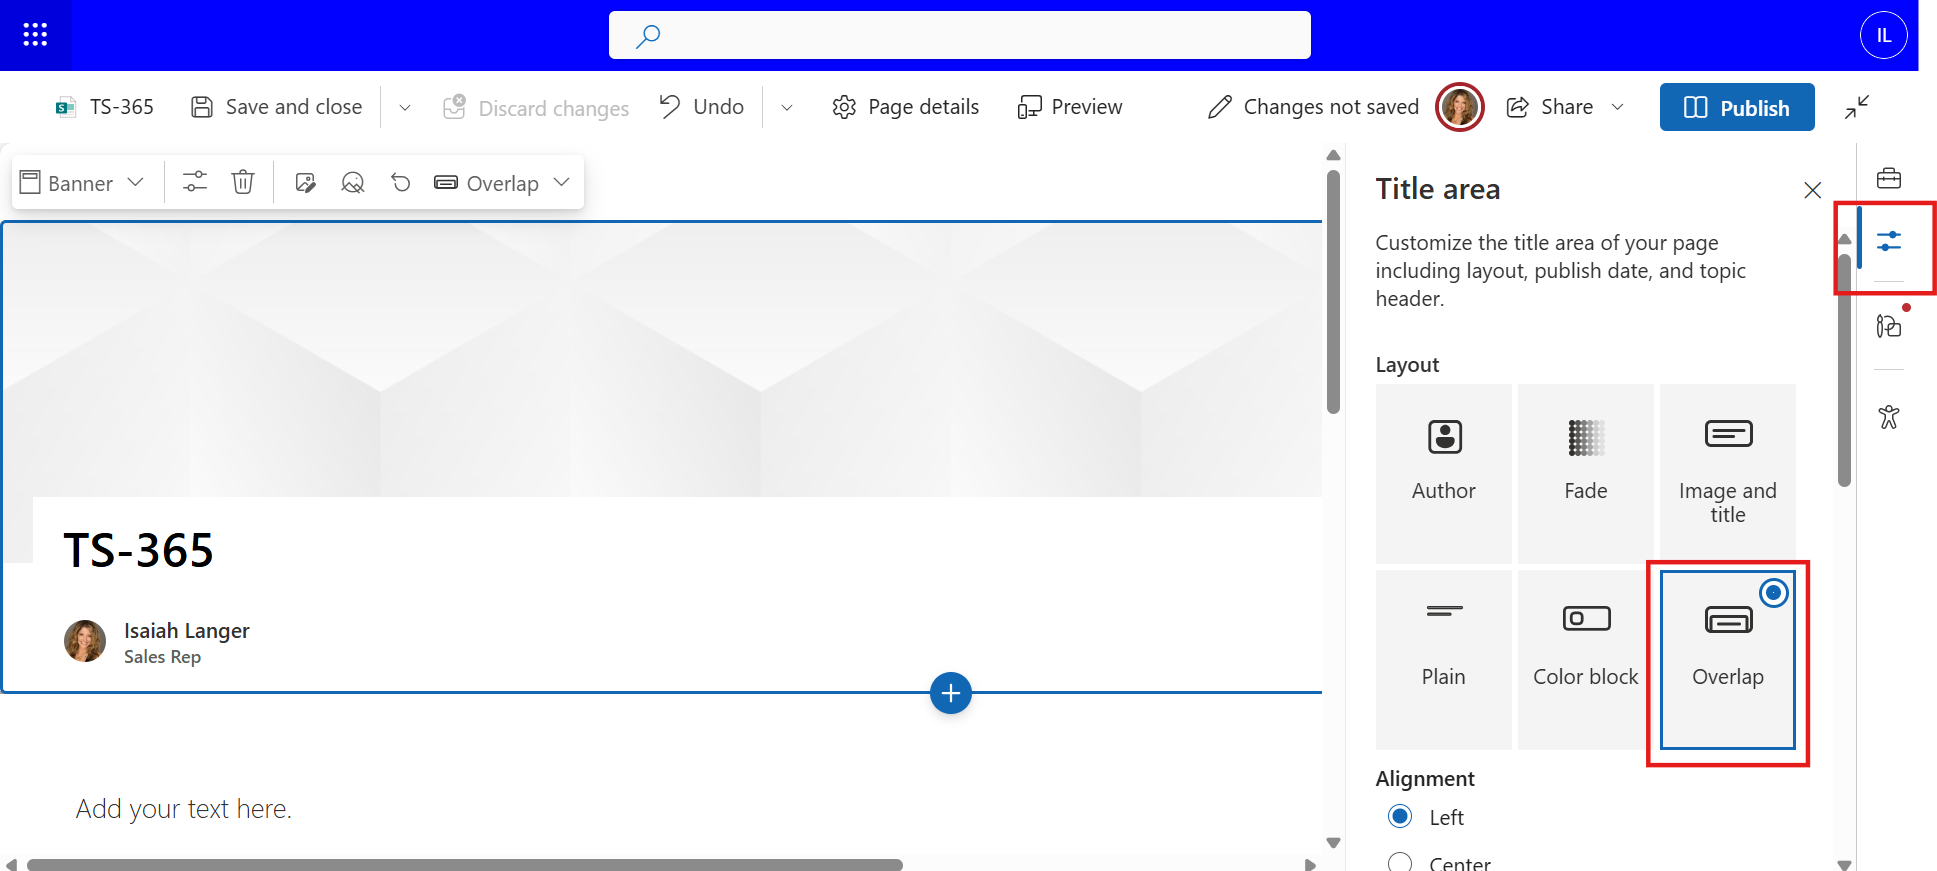 IL
TS-365
Save and close
Discard changes
Undo
Page details
Preview
Changes not saved
Share
Publish
Banner
Overlap
TS-365
Isaiah Langer
Sales Rep
Add your text here.
Title area
Customize the title area of your page
including layout, publish date, and topic
header.
Layout
Author
Fade
Image and
title
Plain
Color block
Overlap
Alignment
Left
Center